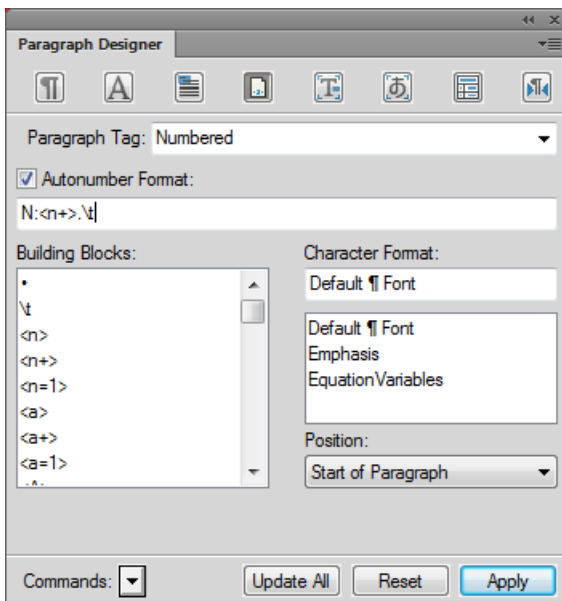 Paragraph Designer
Paragraph Tag: Numbered
Autonumber Format:
N:<n+>.\t
Building Blocks:
•
\t
<n>
<n+>
<n=1>
<a>
<a+>
<a=1>
Character Format:
Default ¶ Font
Default ¶ Font
Emphasis
EquationVariables
Position:
Start of Paragraph
Commands:
Update All
Reset
Apply